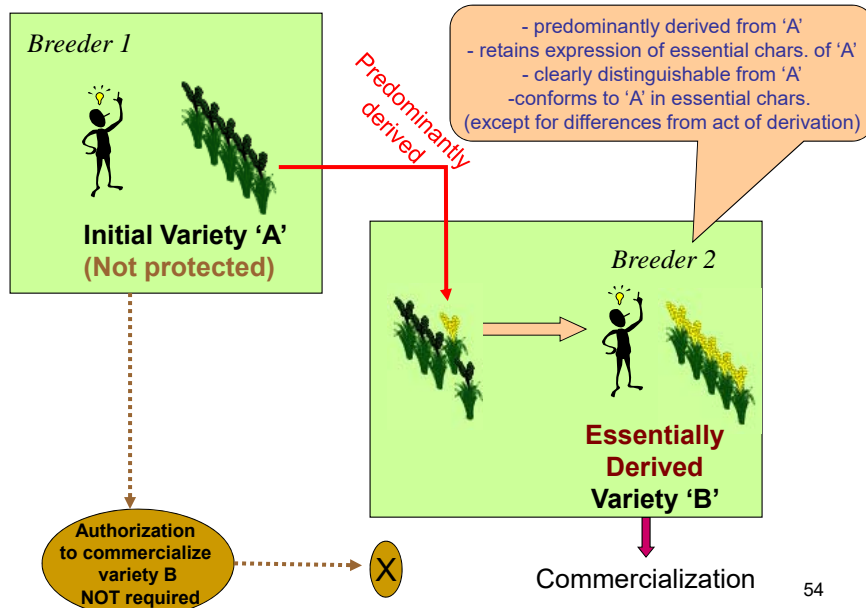 Breeder 1
Initial Variety ‘A’
(Not protected)
Predominantly
derived
- predominantly derived from ‘A’
- retains expression of essential chars. of ‘A’
- clearly distinguishable from ‘A’
-conforms to ‘A’ in essential chars.
(except for differences from act of derivation)
Breeder 2
Essentially
Derived
Variety ‘B’
Authorization
to commercialize
variety B
NOT required
X
Commercialization
54